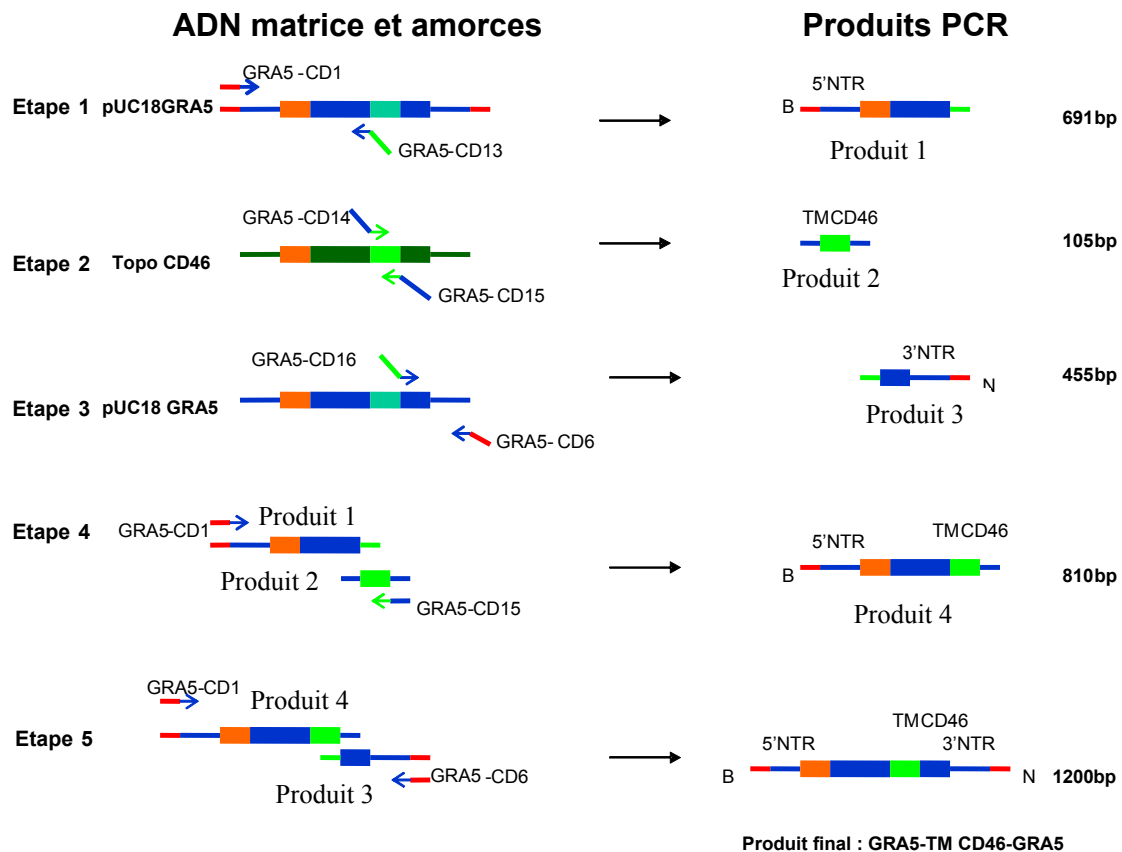 ADN matrice et amorces
Produits PCR
GRA5 -CD1
5’NTR
Etape 1 pUC18GRA5
B
691bp
GRA5-CD13
Produit 1
GRA5 -CD14
TMCD46
Etape 2 Topo CD46
105bp
GRA5- CD15
Produit 2
GRA5-CD16
3’NTR
455bp
N
Etape 3 pUC18 GRA5
Produit 3
GRA5- CD6
Etape 4
GRA5-CD1
Produit 1
TMCD46
5’NTR
Produit 2
B
810bp
GRA5-CD15
Produit 4
GRA5-CD1
Produit 4
TMCD46
Etape 5
5’NTR
3’NTR
GRA5 -CD6
B
N
1200bp
Produit 3
Produit final : GRA5-TM CD46-GRA5